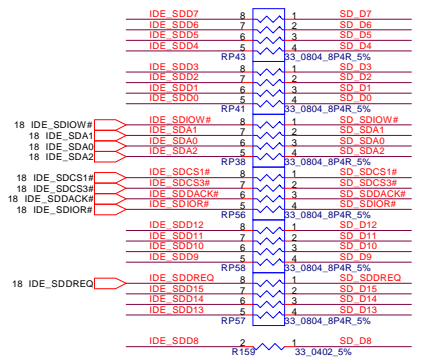 IDE_SDD7 8 1 SD_D7
IDE_SDD6 7 2 SD_D6
IDE_SDD5 6 3 SD_D5
IDE_SDD4 5 4 SD_D4
RP43 33_0804_8P4R_5%
IDE_SDD3 8 1 SD_D3
IDE_SDD2 7 2 SD_D2
IDE_SDD1 6 3 SD_D1
IDE_SDD0 5 4 SD_D0
RP41 33_0804_8P4R_5%
18 IDE_SDIOW# IDE_SDIOW# 8 1 SD_SDIOW#
18 IDE_SDA1 IDE_SDA1 7 2 SD_SDA1
18 IDE_SDA0 IDE_SDA0 6 3 SD_SDA0
18 IDE_SDA2 IDE_SDA2 5 4 SD_SDA2
RP38 33_0804_8P4R_5%
18 IDE_SDCS1# IDE_SDCS1# 8 1 SD_SDCS1#
18 IDE_SDCS3# IDE_SDCS3# 7 2 SD_SDCS3#
18 IDE_SDDACK# IDE_SDDACK# 6 3 SD_SDDACK#
18 IDE_SDIOR# IDE_SDIOR# 5 4 SD_SDIOR#
RP56 33_0804_8P4R_5%
IDE_SDD12 8 1 SD_D12
IDE_SDD11 7 2 SD_D11
IDE_SDD10 6 3 SD_D10
IDE_SDD9 5 4 SD_D9
RP58 33_0804_8P4R_5%
18 IDE_SDDREQ IDE_SDDREQ 8 1 SD_SDDREQ
IDE_SDD15 7 2 SD_D15
IDE_SDD14 6 3 SD_D14
IDE_SDD13 5 4 SD_D13
RP57 33_0804_8P4R_5%
IDE_SDD8 2 1 SD_D8
R159 33_0402_5%